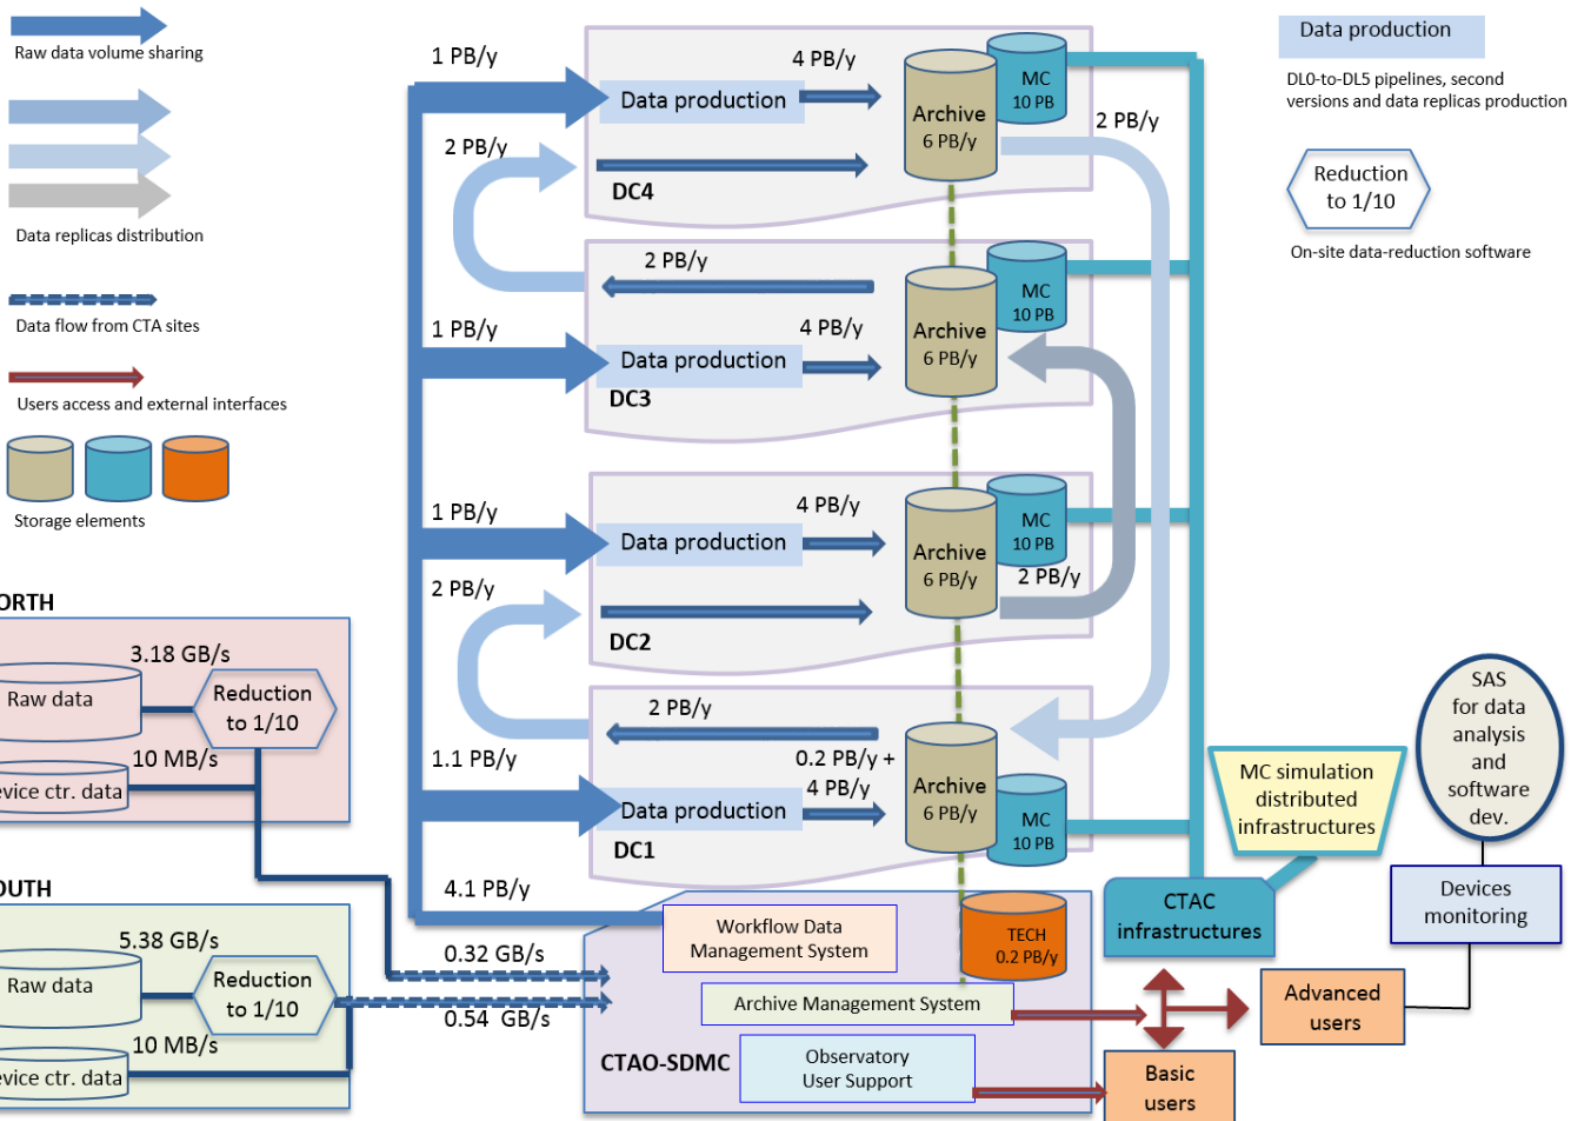 Raw data volume sharing
Data replicas distribution
Data flow from CTA sites
Users access and external interfaces
Storage elements
Data production
DL0-to-DL5 pipelines, second
versions and data replicas production
Reduction
to 1/10
On-site data-reduction software
1 PB/y
Data production
4 PB/y
Archive
6 PB/y
MC
10 PB
2 PB/y
2 PB/y
DC4
2 PB/y
1 PB/y
Data production
4 PB/y
Archive
6 PB/y
MC
10 PB
DC3
1 PB/y
Data production
4 PB/y
Archive
6 PB/y
MC
10 PB
2 PB/y
2 PB/y
DC2
2 PB/y
1.1 PB/y
Data production
0.2 PB/y +
4 PB/y
Archive
6 PB/y
MC
10 PB
DC1
4.1 PB/y
ORTH
3.18 GB/s
Raw data
Reduction
to 1/10
10 MB/s
evice ctr. data
OUTH
5.38 GB/s
Raw data
Reduction
to 1/10
10 MB/s
evice ctr. data
0.32 GB/s
0.54 GB/s
Workflow Data
Management System
TECH
0.2 PB/y
Archive Management System
CTAO-SDMC
Observatory
User Support
CTAC
infrastructures
MC simulation
distributed
infrastructures
SAS
for data
analysis
and
software
dev.
Devices
monitoring
Advanced
users
Basic
users